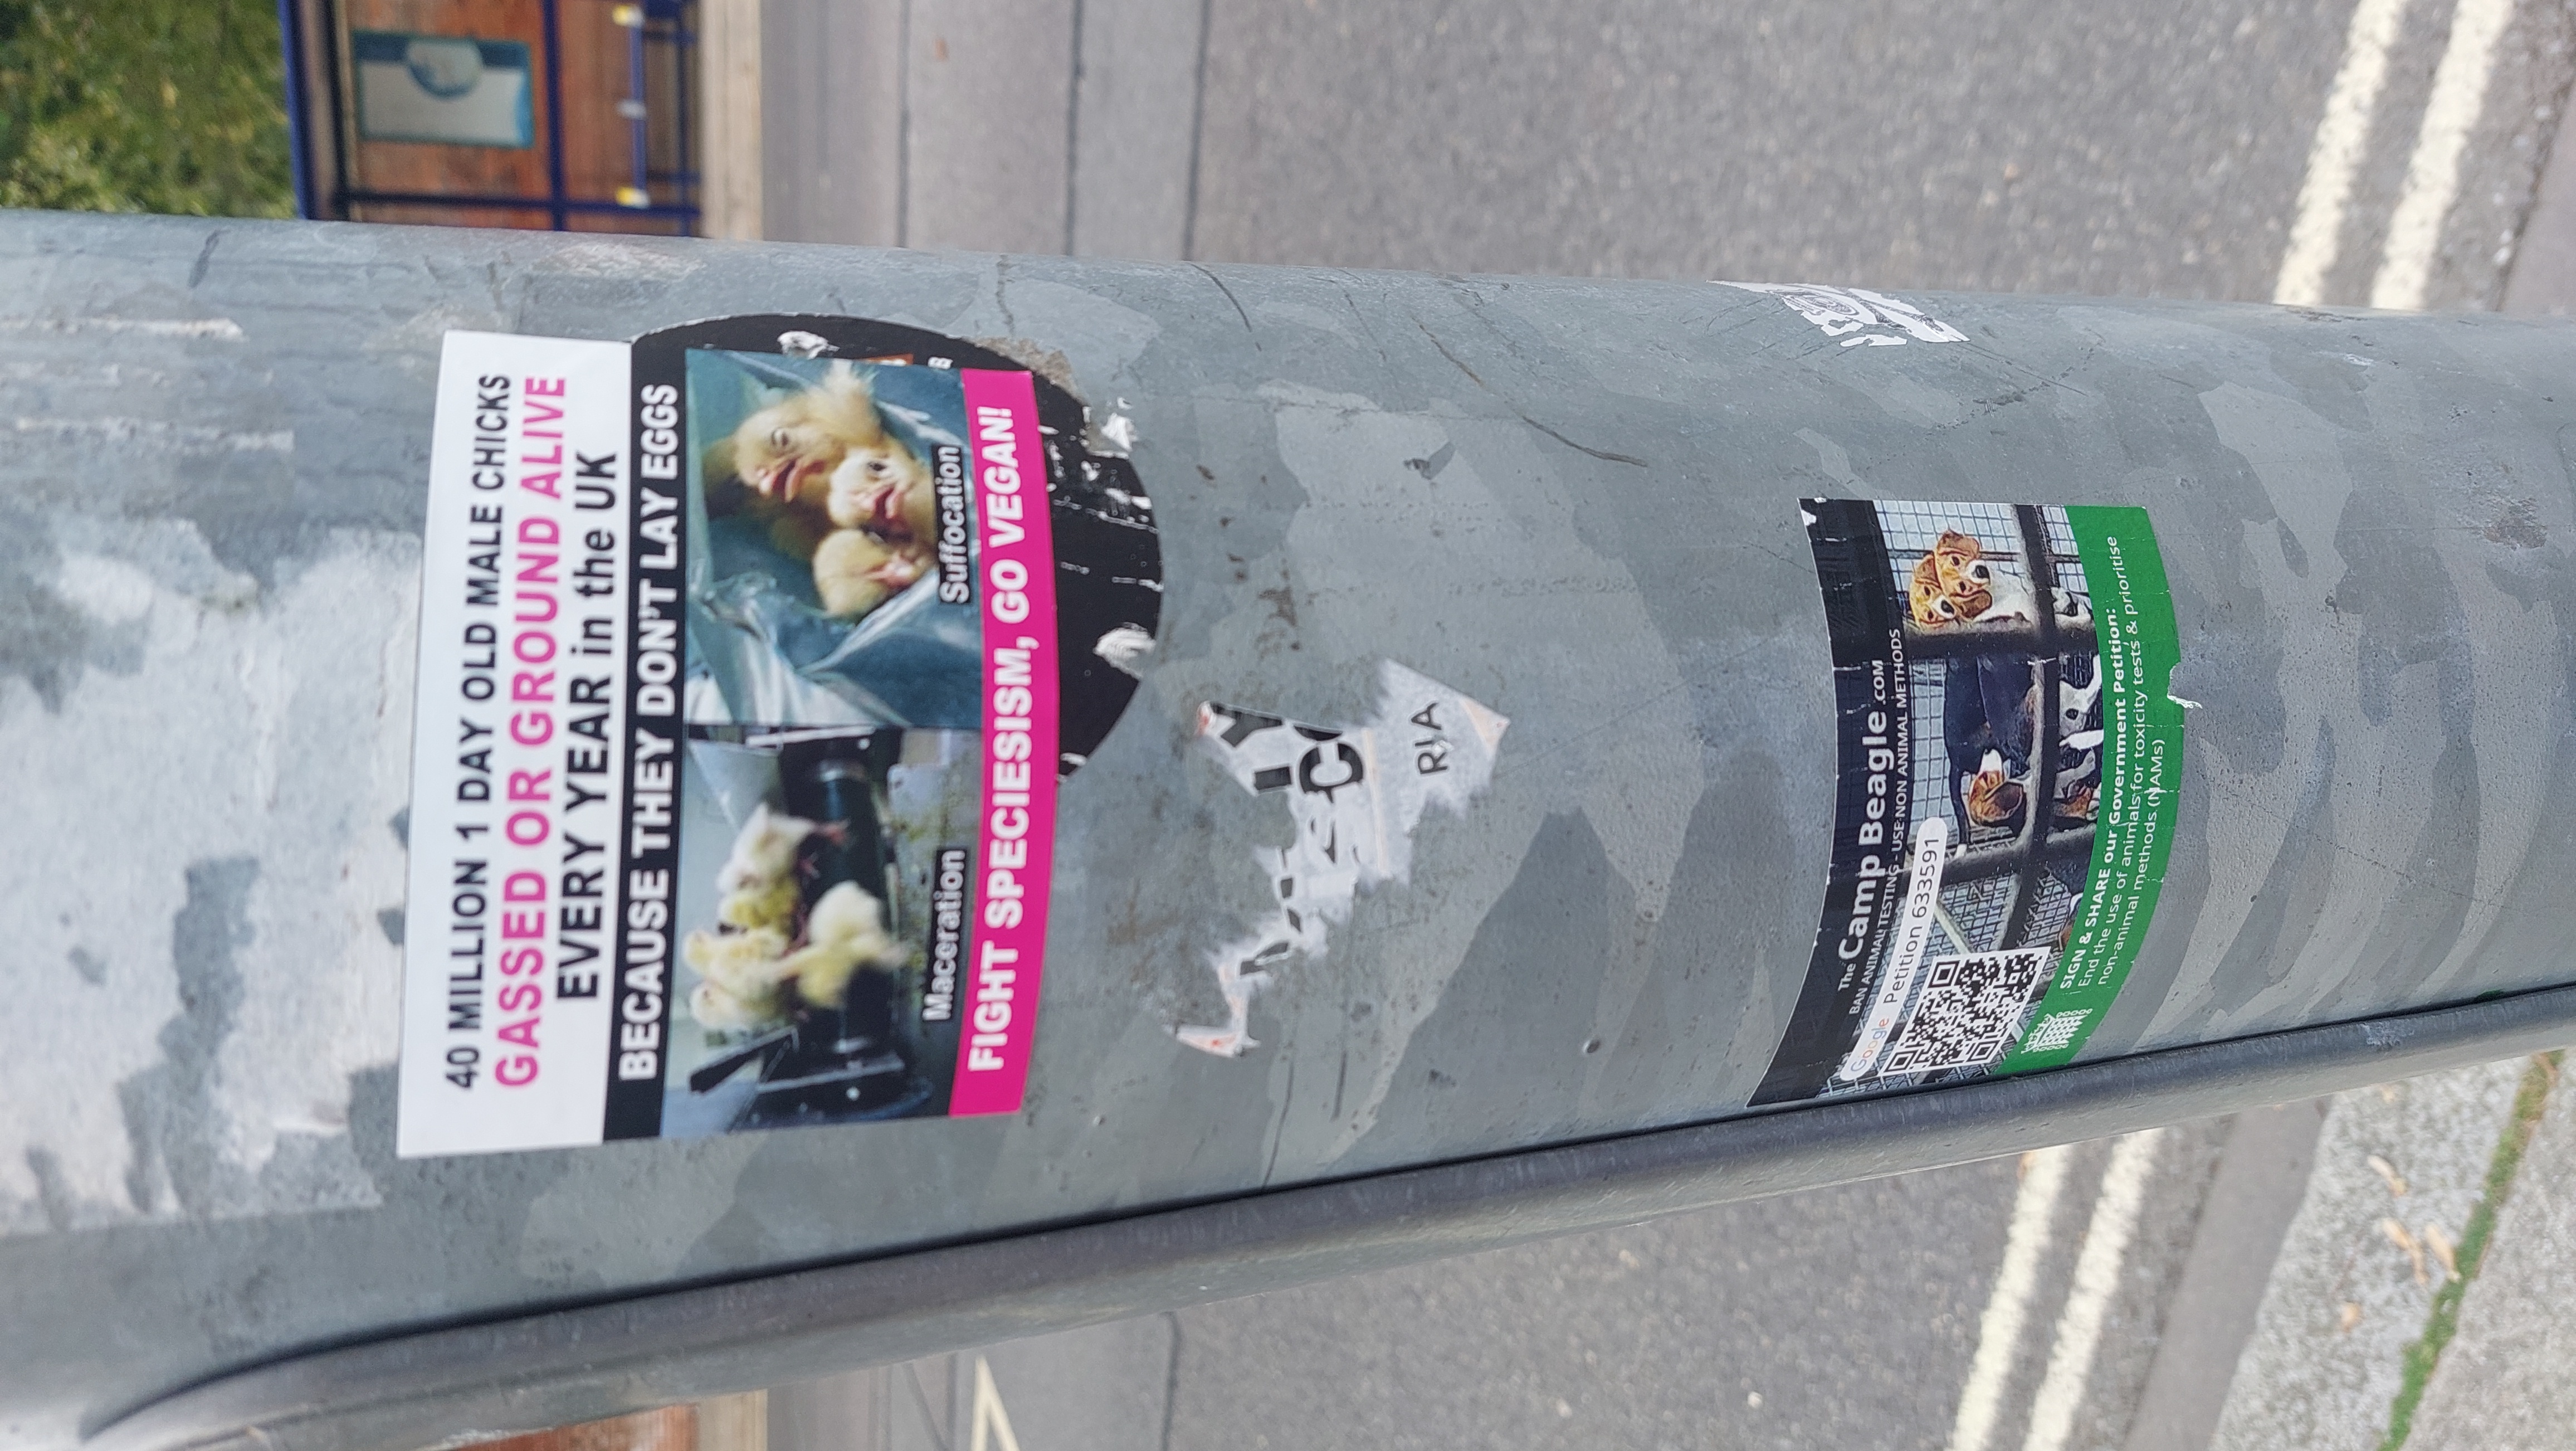 40 MILLION 1 DAY OLD MALE CHICKS
GASSED OR GROUND ALIVE
EVERY YEAR in the UK
BECAUSE THEY DON'T LAY EGGS
Maceration
Suffocation
FIGHT SPECIESISM, GO VEGAN!
RIA
The Camp Beagle.COM
BAN ANIMAL TESTING - USE NON ANIMAL METHODS
Google Petition 633591
SIGN & SHARE our Government Petition:
End the use of animals for toxicity tests & prioritise
non-animal methods (NAMs)